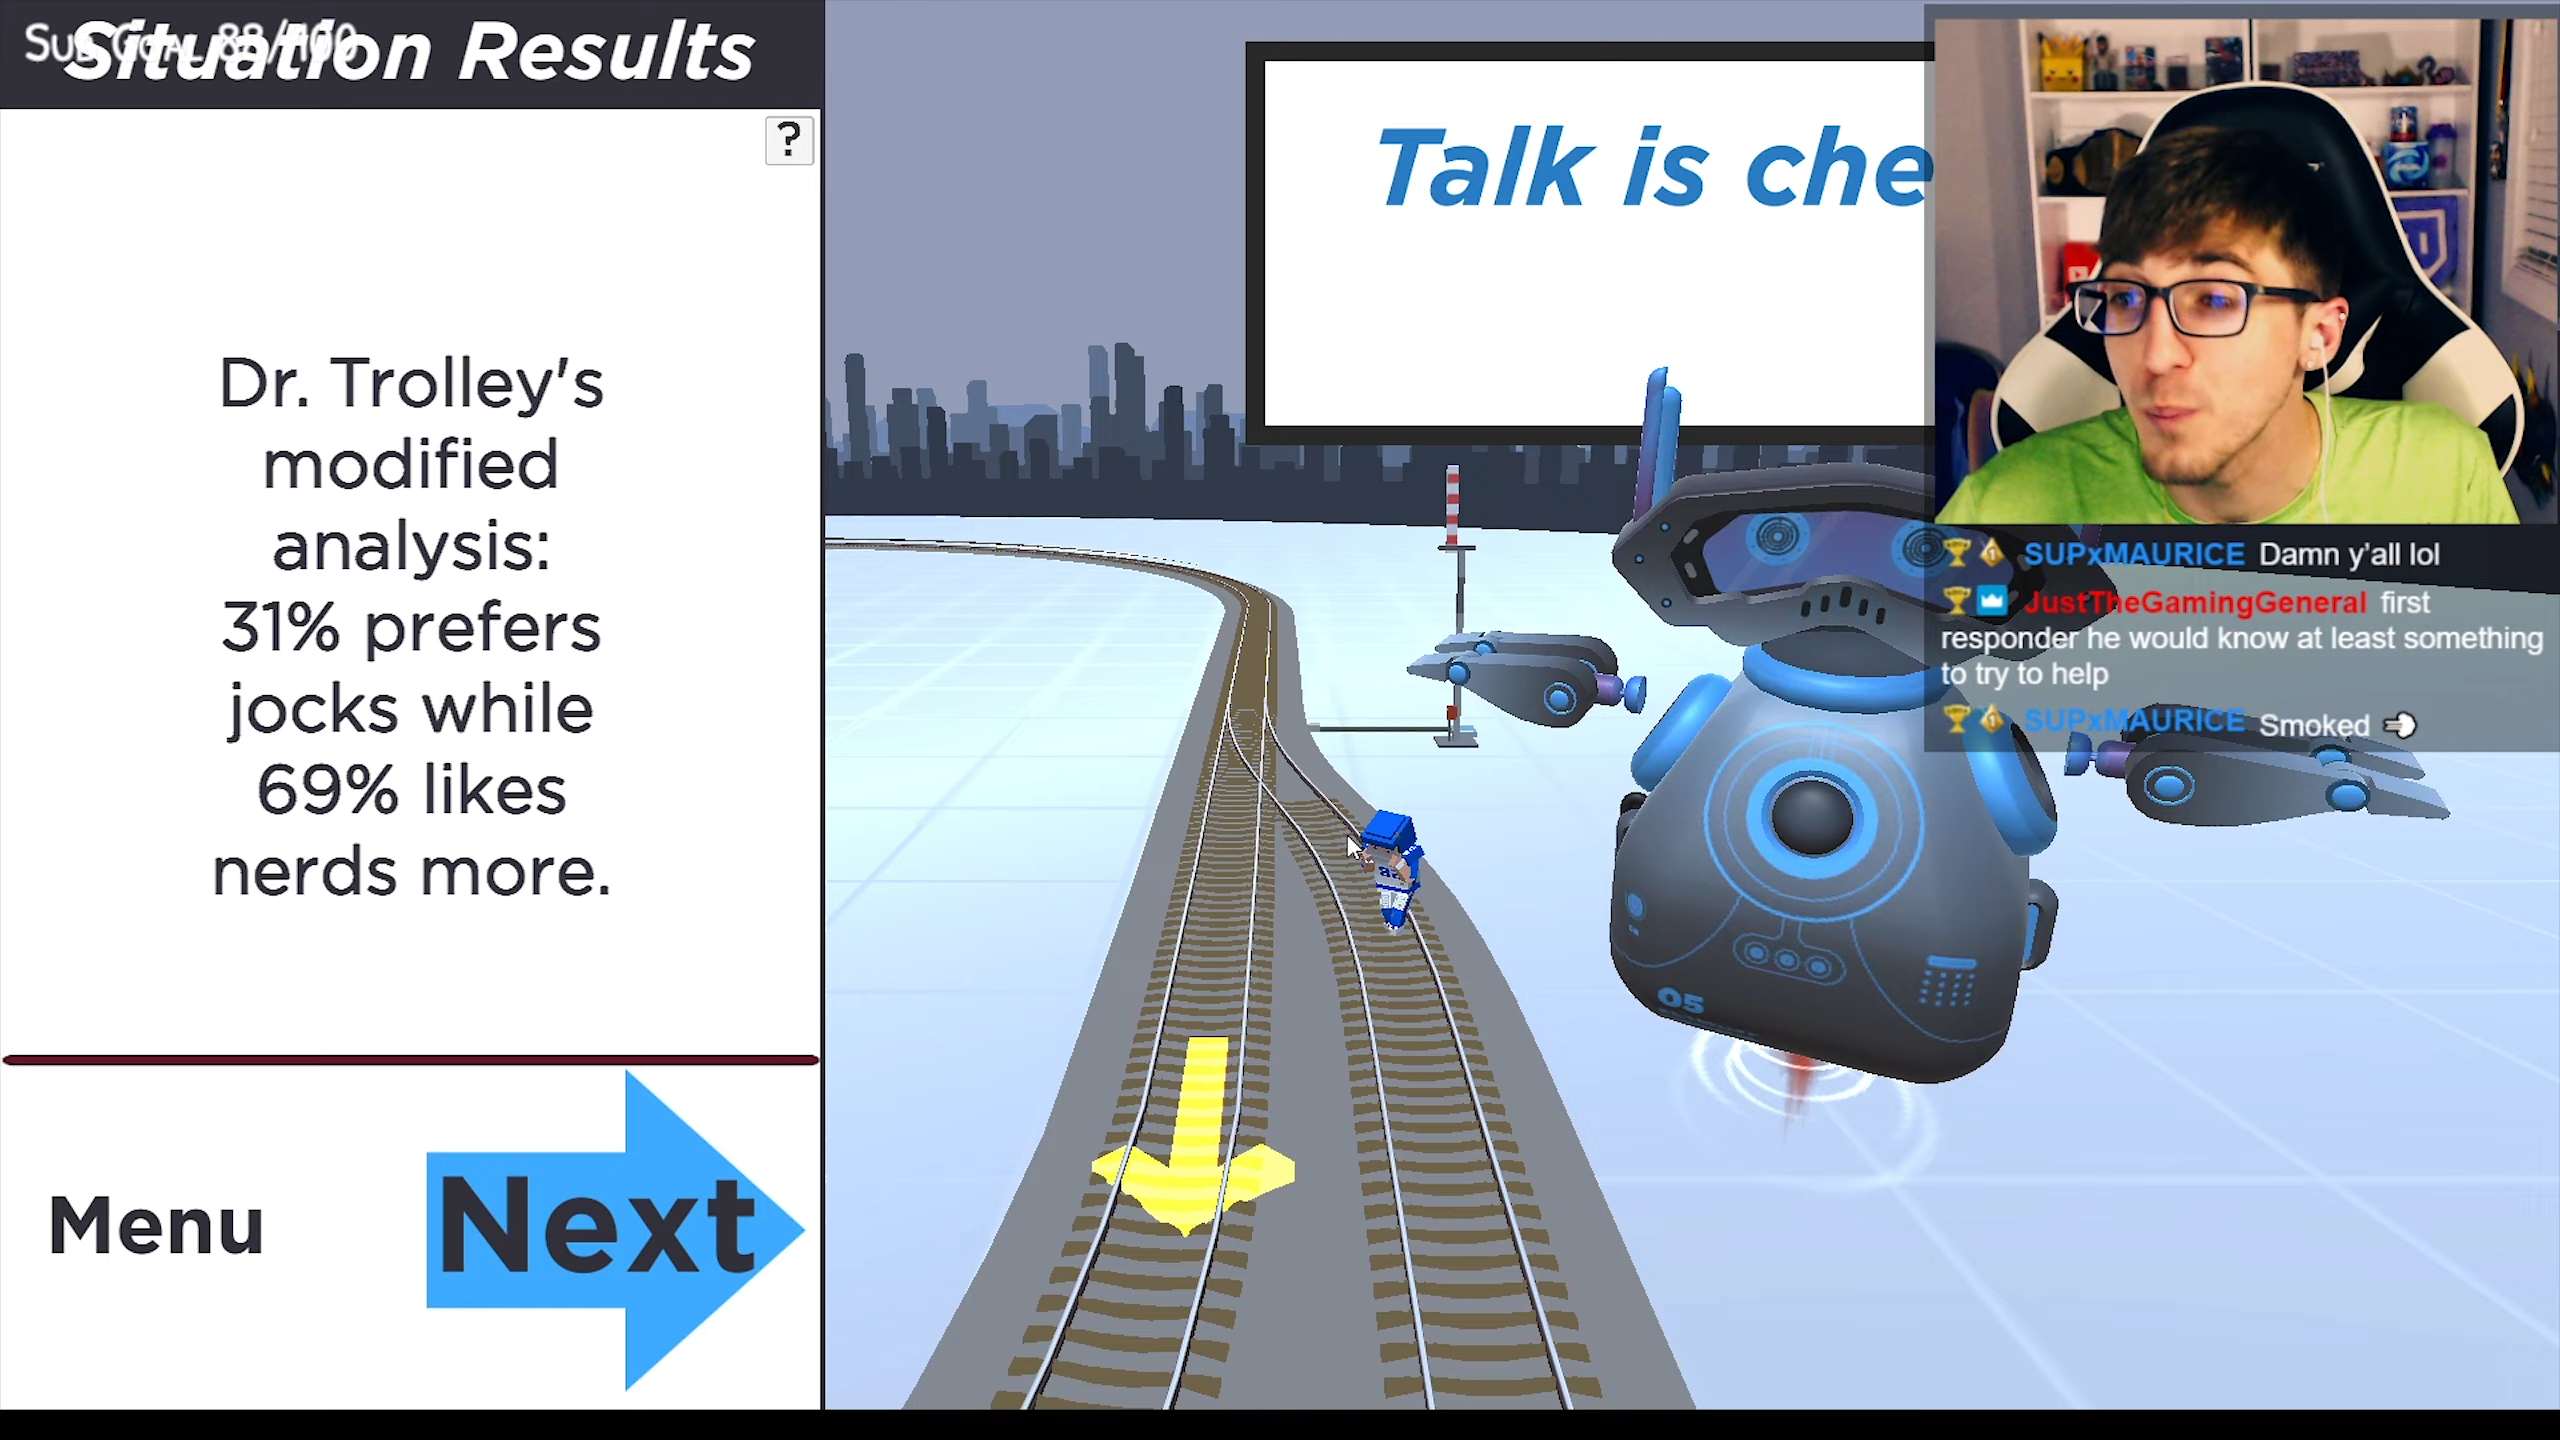 Situation Results
?
Dr. Trolley's
modified
analysis:
31% prefers
jocks while
69% likes
nerds more.
Menu
Next
Talk is che
05
SUPxMAURICE Damn y'all lol
JustTheGamingGeneral first
responder he would know at least something
to try to help
SUPxMAURICE Smoked